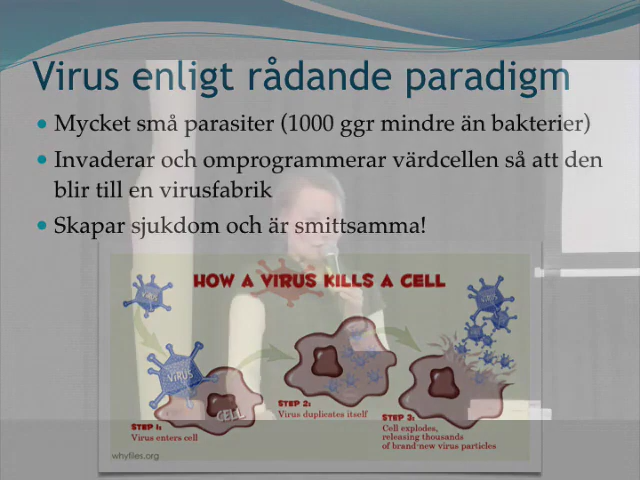 Virus enligt rådande paradigm
• Mycket små parasiter (1000 ggr mindre än bakterier)
• Invaderar och omprogrammerar värdcellen så att den
blir till en virusfabrik
• Skapar sjukdom och är smittsamma!
HOW A VIRUS KILLS A CELL
VIRUS
VIRUS
VIRUS
CELL
STEP 1:
Virus enters cell
STEP 2:
Virus duplicates itself
STEP 3:
Cell explodes,
releasing thousands
of brand-new virus particles
whyfiles.org